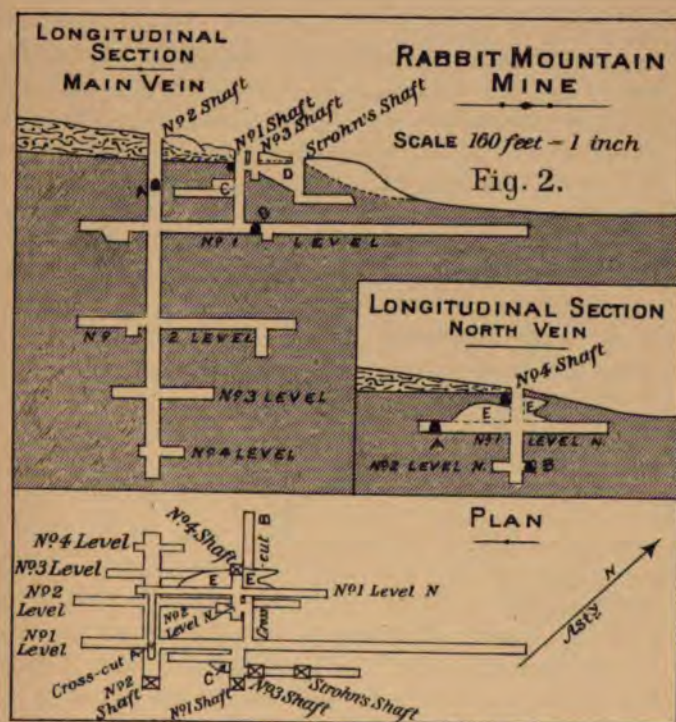 LONGITUDINAL
SECTION
MAIN VEIN
RABBIT MOUNTAIN
MINE
SCALE 160 feet - 1 inch
Fig. 2.
No2 Shaft
No1 Shaft
No3 Shaft
Strohn's Shaft
A
C
D
D
No1 LEVEL
No 2 LEVEL
No3 LEVEL
No4 LEVEL
LONGITUDINAL SECTION
NORTH VEIN
No4 Shaft
E E
A
No1 LEVEL N.
No2 LEVEL N. B
PLAN
No4 Level
No3 Level
No2
Level
No1
Level
Cross-cut A
No2
Shaft
No4 Shaft
E E
No2
Level N
Cross-cut B
No1 Level N
C
No1 Shaft
No3 Shaft
Strohn's Shaft
Asty N